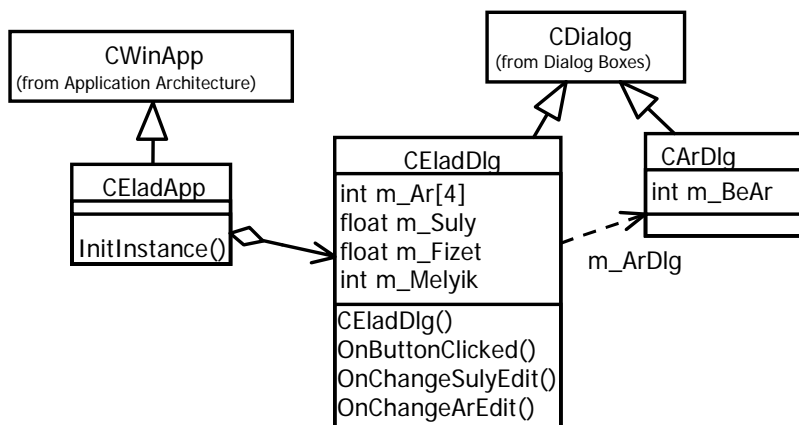 CWinApp
(from Application Architecture)
CDialog
(from Dialog Boxes)
CEladApp
InitInstance()
CEladDlg
int m_Ar[4]
float m_Suly
float m_Fizet
int m_Melyik
CEladDlg()
OnButtonClicked()
OnChangeSulyEdit()
OnChangeArEdit()
m_ArDlg
CArDlg
int m_BeAr